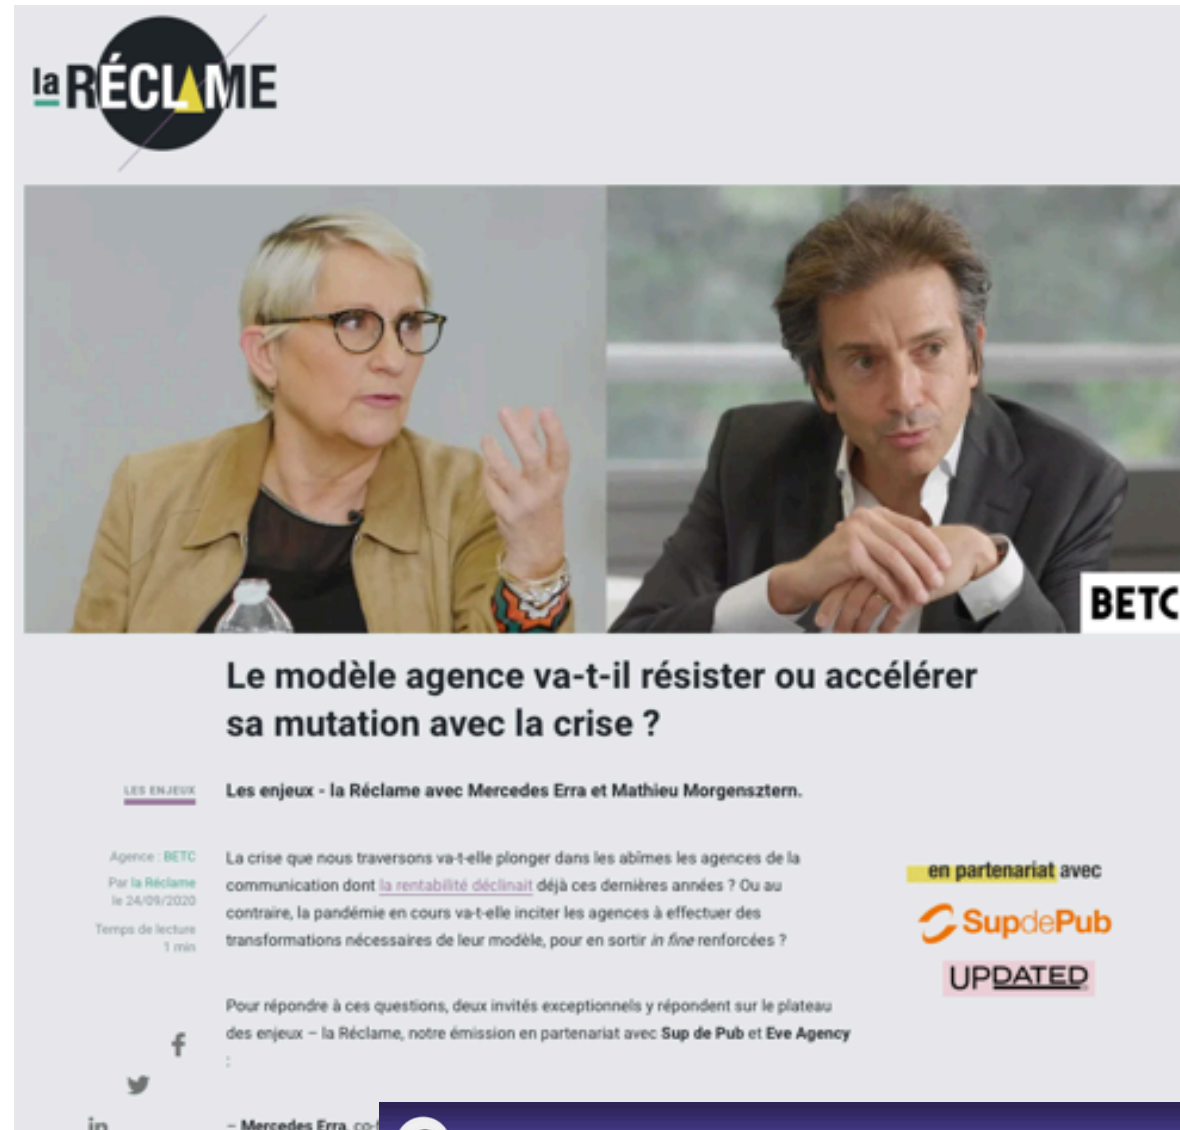 la RÉCLAME
BETC
Le modèle agence va-t-il résister ou accélérer
sa mutation avec la crise ?
LES ENJEUX
Les enjeux - la Réclame avec Mercedes Erra et Mathieu Morgensztern.
Agence : BETC
Par la Réclame
le 24/09/2020
Temps de lecture
1 min
La crise que nous traversons va-t-elle plonger dans les abîmes les agences de la
communication dont la rentabilité déclinait déjà ces dernières années ? Ou au
contraire, la pandémie en cours va-t-elle inciter les agences à effectuer des
transformations nécessaires de leur modèle, pour en sortir in fine renforcées ?
en partenariat avec
SupdePub
UPDATED
Pour répondre à ces questions, deux invités exceptionnels y répondent sur le plateau
des enjeux – la Réclame, notre émission en partenariat avec Sup de Pub et Eve Agency
:
f
in
– Mercedes Erra,